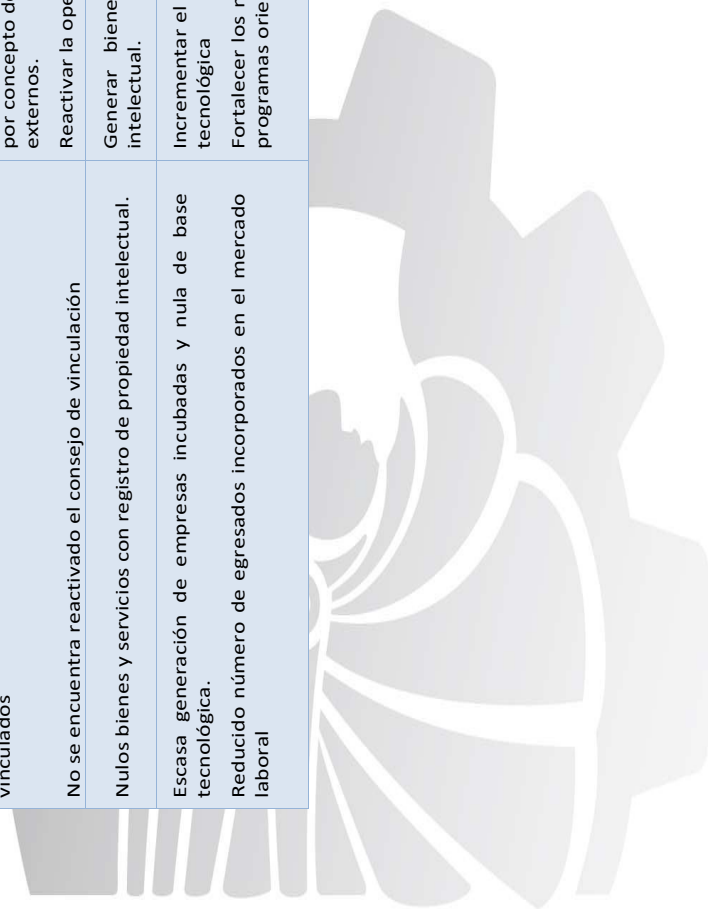 vinculados
No se encuentra reactivado el consejo de vinculación
por concepto de
externos.
Reactivar la ope
Nulos bienes y servicios con registro de propiedad intelectual.
Generar biene
intelectual.
Escasa generación de empresas incubadas y nula de base
tecnológica.
Reducido número de egresados incorporados en el mercado
laboral
Incrementar el
tecnológica
Fortalecer los
programas orie